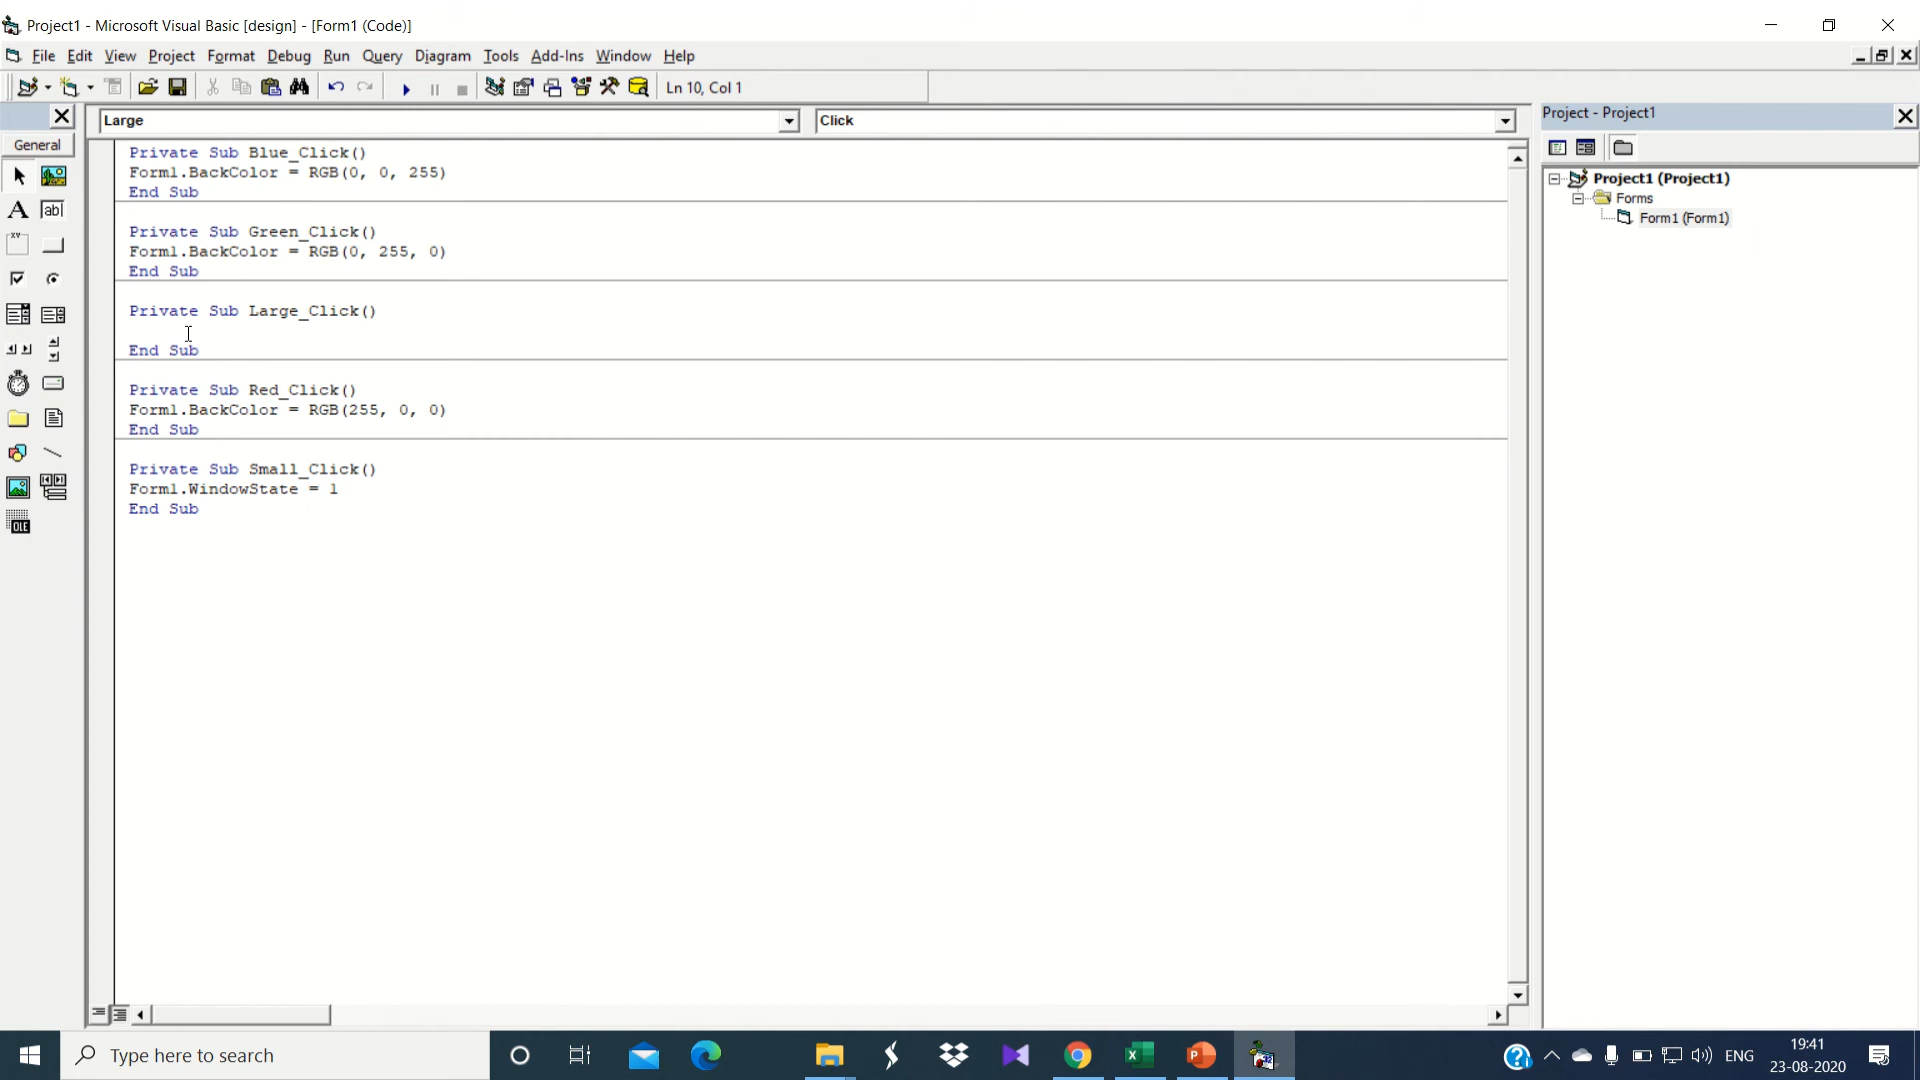 Project1 - Microsoft Visual Basic [design] - [Form1 (Code)]
File Edit View Project Format Debug Run Query Diagram Tools Add-Ins Window Help
Ln 10, Col 1
General
Large
Click
Private Sub Blue_Click()
Form1.BackColor = RGB(0, 0, 255)
End Sub
Private Sub Green_Click()
Form1.BackColor = RGB(0, 255, 0)
End Sub
Private Sub Large_Click()
End Sub
Private Sub Red_Click()
Form1.BackColor = RGB(255, 0, 0)
End Sub
Private Sub Small_Click()
Form1.WindowState = 1
End Sub
Project - Project1
Project1 (Project1)
Forms
Form1 (Form1)
A
ab
XY
OLE
Type here to search
ENG
19:41
23-08-2020